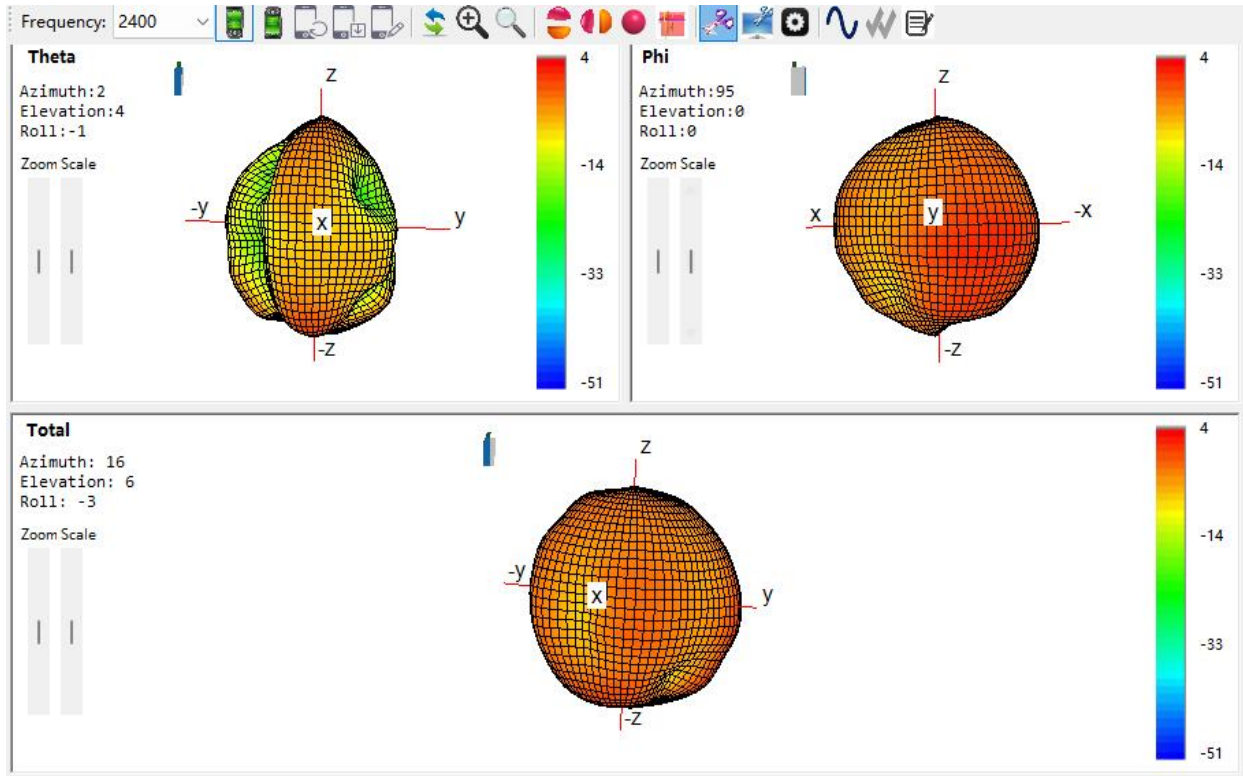 Frequency: 2400
Theta
Azimuth:2
Elevation:4
Roll:-1
Zoom Scale
Z
-y
x
y
-Z
4
-14
-33
-51
Phi
Azimuth:95
Elevation:0
Roll:0
Zoom Scale
Z
x
y
-x
-Z
4
-14
-33
-51
Total
Azimuth: 16
Elevation: 6
Roll: -3
Zoom Scale
Z
-y
x
y
-Z
4
-14
-33
-51